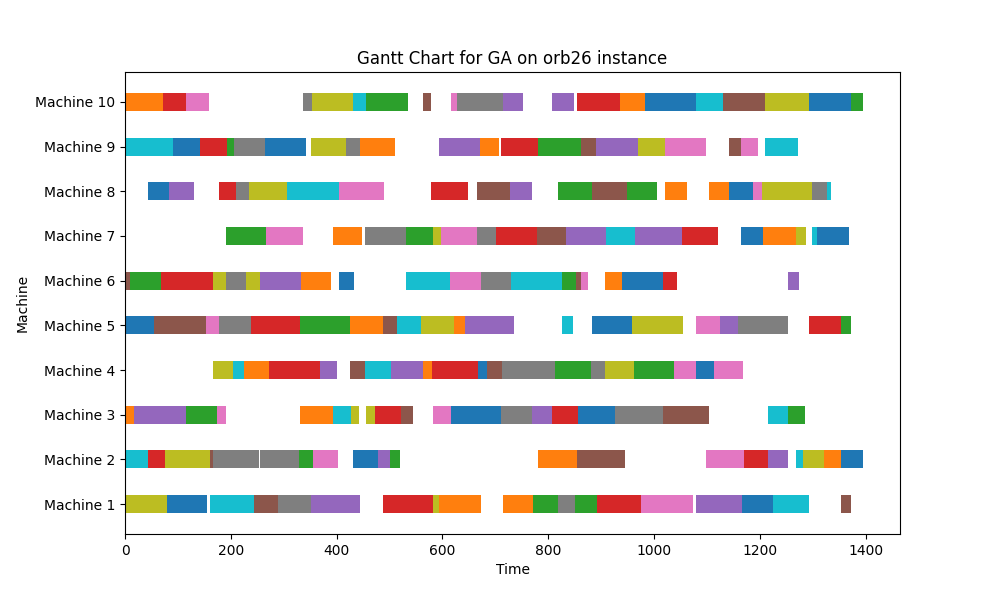 Gantt Chart for GA on orb26 instance
Machine 10
Machine 9
Machine 8
Machine 7
Machine 6
Machine 5
Machine 4
Machine 3
Machine 2
Machine 1
Machine
0 200 400 600 800 1000 1200 1400
Time